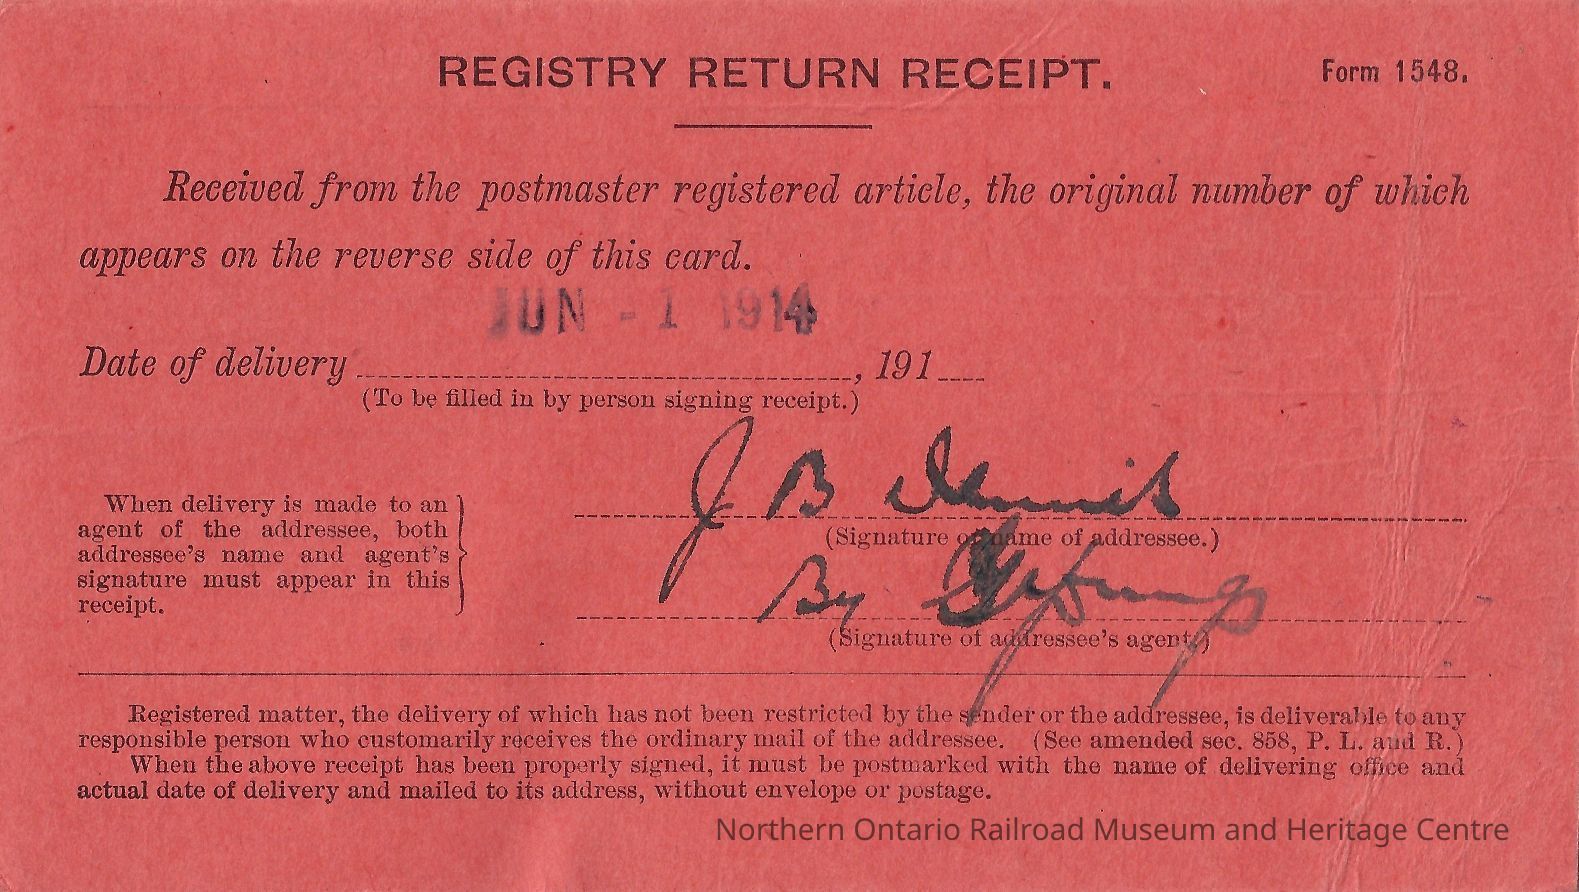 REGISTRY RETURN RECEIPT.
Form 1548.
Received from the postmaster registered article, the original number of which
appears on the reverse side of this card.
JUN - 1 1914
Date of delivery , 191
(To be filled in by person signing receipt.)
J B Dennis
When delivery is made to an
agent of the addressee, both
addressee's name and agent's
signature must appear in this
receipt.
(Signature or name of addressee.)
By
(Signature of addressee's agent.)
Registered matter, the delivery of which has not been restricted by the sender or the addressee, is deliverable to any
responsible person who customarily receives the ordinary mail of the addressee. (See amended sec. 858, P. L. and R.)
When the above receipt has been properly signed, it must be postmarked with the name of delivering office and
actual date of delivery and mailed to its address, without envelope or postage.
Northern Ontario Railroad Museum and Heritage Centre